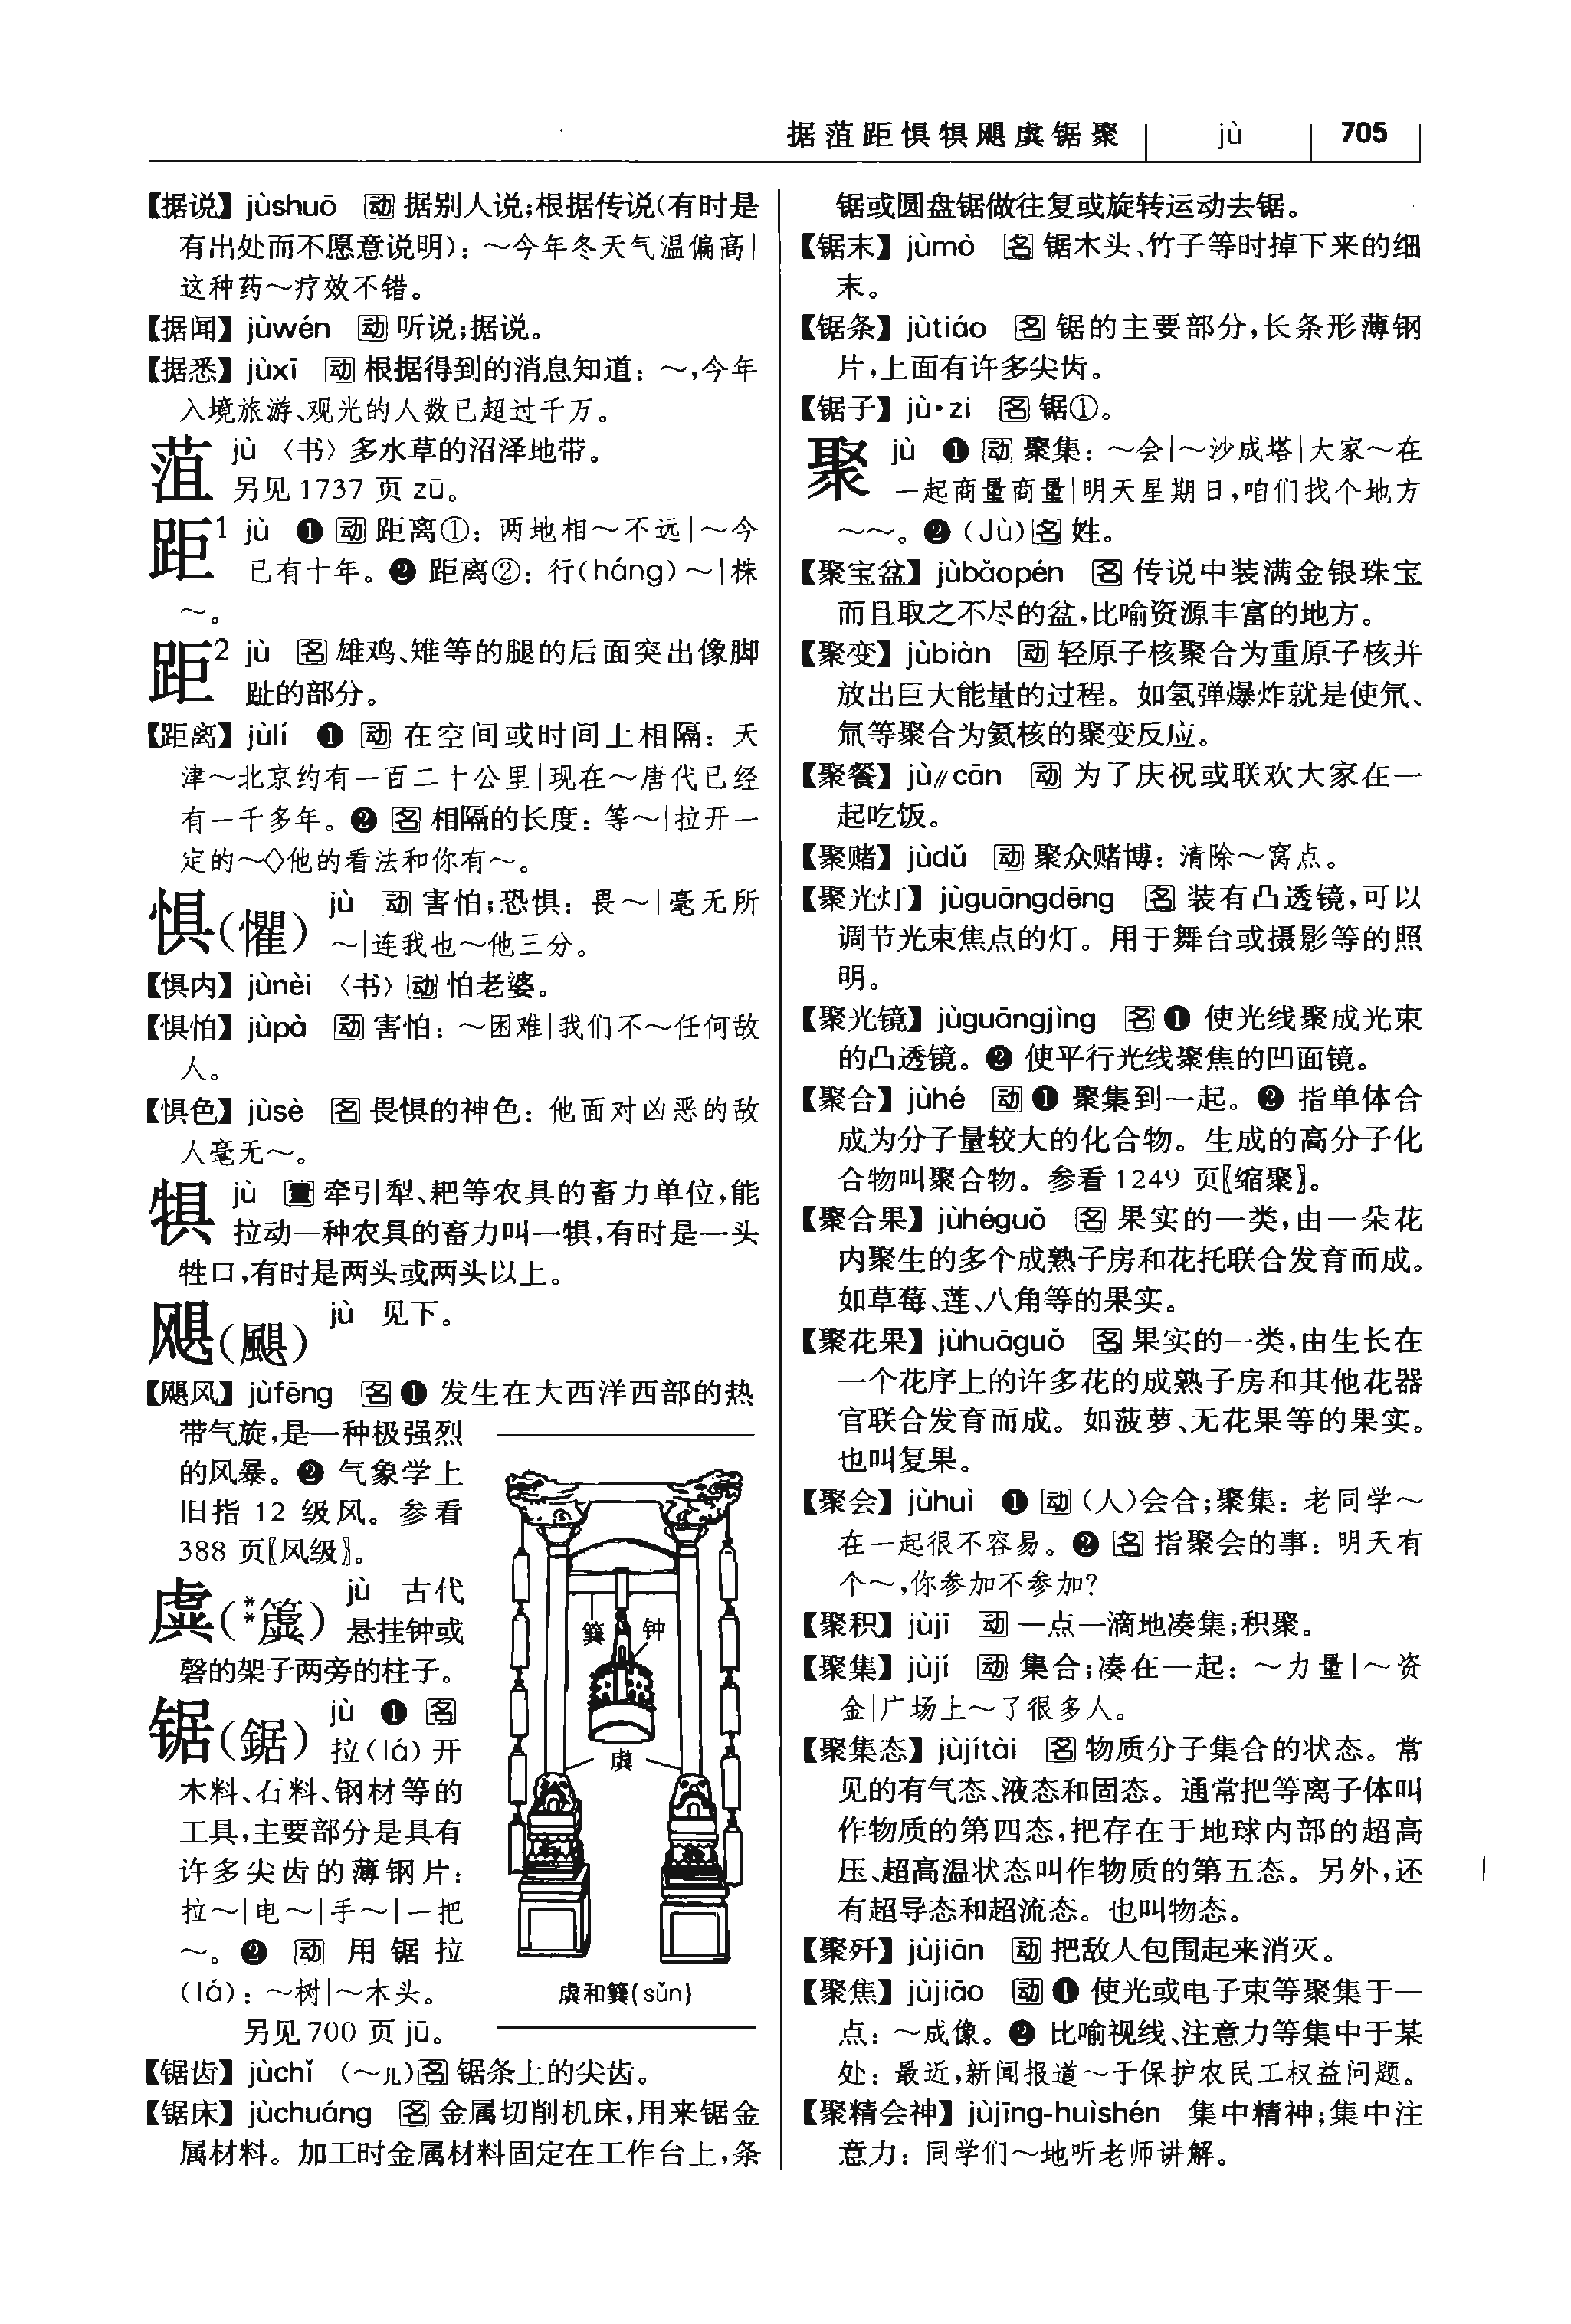 据菹距惧犋飓虡锯聚 jù 705
【据说】jùshuō 动 据别人说;根据传说(有时是
有出处而不愿意说明): ～今年冬天气温偏高|
这种药～疗效不错。
【据闻】jùwén 动 听说;据说。
【据悉】jùxī 动 根据得到的消息知道: ～,今年
入境旅游、观光的人数已超过千万。
菹 jù 〈书〉多水草的沼泽地带。
另见 1737 页 zū。
距¹ jù ❶ 动 距离①: 两地相～不远|～今
已有十年。❷ 距离②: 行(háng)～|株
～。
距² jù 名 雄鸡、雉等的腿的后面突出像脚
趾的部分。
【距离】jùlí ❶ 动 在空间或时间上相隔: 天
津～北京约有一百二十公里|现在～唐代已经
有一千多年。❷ 名 相隔的长度: 等～|拉开一
定的～◇他的看法和你有～。
惧(懼) jù 动 害怕;恐惧: 畏～|毫无所
～|连我也～他三分。
【惧内】jùnèi 〈书〉动 怕老婆。
【惧怕】jùpà 动 害怕: ～困难|我们不～任何敌
人。
【惧色】jùsè 名 畏惧的神色: 他面对凶恶的敌
人毫无～。
犋 jù 量 牵引犁、耙等农具的畜力单位,能
拉动一种农具的畜力叫一犋,有时是一头
牲口,有时是两头或两头以上。
飓(颶) jù 见下。
【飓风】jùfēng 名 ❶ 发生在大西洋西部的热
带气旋,是一种极强烈
的风暴。❷ 气象学上
旧指 12 级风。参看
388 页〖风级〗。
虡(**簴) jù 古代
悬挂钟或
磬的架子两旁的柱子。
锯(鋸) jù ❶ 名
拉(lá)开
木料、石料、钢材等的
工具,主要部分是具有
许多尖齿的薄钢片:
拉～|电～|手～|一把
～。❷ 动 用锯拉
(lá): ～树|～木头。
另见 700 页 jū。
簨 钟
虡
虡和簨(sǔn)
【锯齿】jùchǐ (～儿)名 锯条上的尖齿。
【锯床】jùchuáng 名 金属切削机床,用来锯金
属材料。加工时金属材料固定在工作台上,条
锯或圆盘锯做往复或旋转运动去锯。
【锯末】jùmò 名 锯木头、竹子等时掉下来的细
末。
【锯条】jùtiáo 名 锯的主要部分,长条形薄钢
片,上面有许多尖齿。
【锯子】jù·zi 名 锯①。
聚 jù ❶ 动 聚集: ～会|～沙成塔|大家～在
一起商量商量|明天星期日,咱们找个地方
～～。❷ (Jù)名 姓。
【聚宝盆】jùbǎopén 名 传说中装满金银珠宝
而且取之不尽的盆,比喻资源丰富的地方。
【聚变】jùbiàn 动 轻原子核聚合为重原子核并
放出巨大能量的过程。如氢弹爆炸就是使氘、
氚等聚合为氦核的聚变反应。
【聚餐】jù//cān 动 为了庆祝或联欢大家在一
起吃饭。
【聚赌】jùdǔ 动 聚众赌博: 清除～窝点。
【聚光灯】jùguāngdēng 名 装有凸透镜,可以
调节光束焦点的灯。用于舞台或摄影等的照
明。
【聚光镜】jùguāngjìng 名 ❶ 使光线聚成光束
的凸透镜。❷ 使平行光线聚焦的凹面镜。
【聚合】jùhé 动 ❶ 聚集到一起。❷ 指单体合
成为分子量较大的化合物。生成的高分子化
合物叫聚合物。参看 1249 页〖缩聚〗。
【聚合果】jùhéguǒ 名 果实的一类,由一朵花
内聚生的多个成熟子房和花托联合发育而成。
如草莓、莲、八角等的果实。
【聚花果】jùhuāguǒ 名 果实的一类,由生长在
一个花序上的许多花的成熟子房和其他花器
官联合发育而成。如菠萝、无花果等的果实。
也叫复果。
【聚会】jùhuì ❶ 动 (人)会合;聚集: 老同学～
在一起很不容易。❷ 名 指聚会的事: 明天有
个～,你参加不参加?
【聚积】jùjī 动 一点一滴地凑集;积聚。
【聚集】jùjí 动 集合;凑在一起: ～力量|～资
金|广场上～了很多人。
【聚集态】jùjítài 名 物质分子集合的状态。常
见的有气态、液态和固态。通常把等离子体叫
作物质的第四态,把存在于地球内部的超高
压、超高温状态叫作物质的第五态。另外,还
有超导态和超流态。也叫物态。
【聚歼】jùjiān 动 把敌人包围起来消灭。
【聚焦】jùjiāo 动 ❶ 使光或电子束等聚集于一
点: ～成像。❷ 比喻视线、注意力等集中于某
处: 最近,新闻报道～于保护农民工权益问题。
【聚精会神】jùjīng-huìshén 集中精神;集中注
意力: 同学们～地听老师讲解。